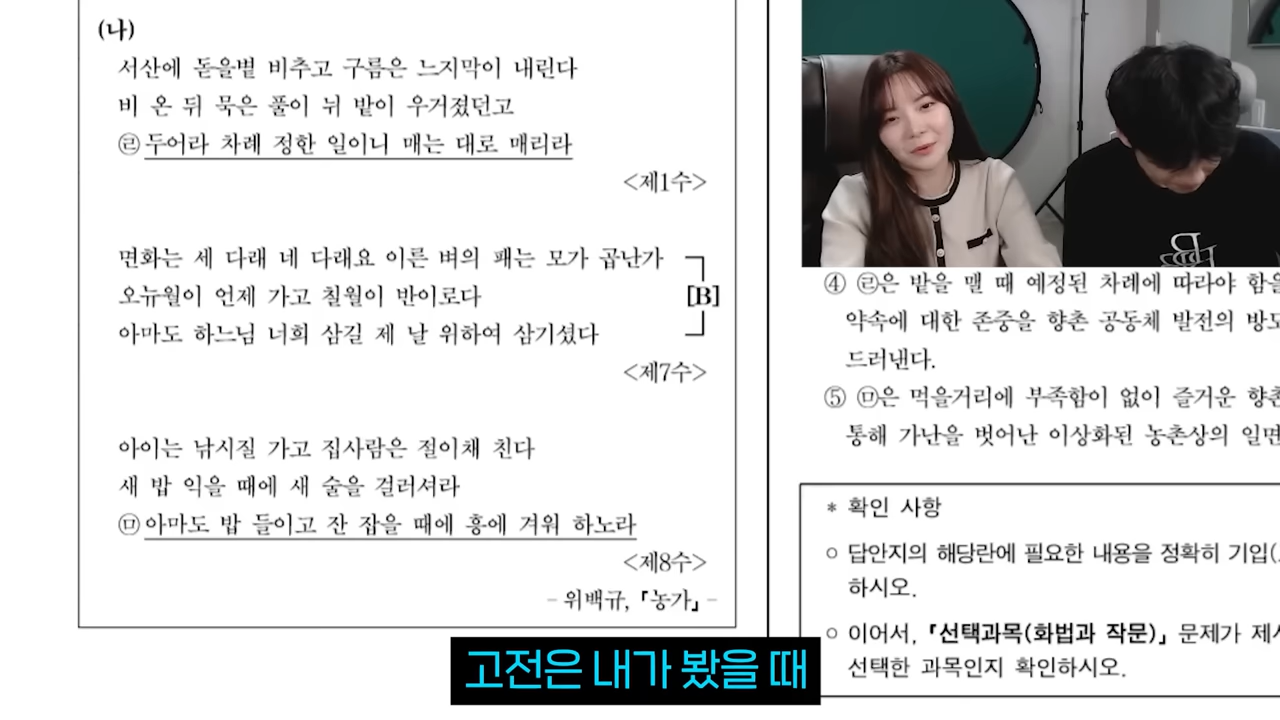 (나)
서산에 돋을볕 비추고 구름은 느지막이 내린다
비 온 뒤 묵은 풀이 뉘 밭이 우거졌던고
㉣두어라 차례 정한 일이니 매는 대로 매리라
<제1수>
면화는 세 다래 네 다래요 이른 벼의 패는 모가 곱난가
오뉴월이 언제 가고 칠월이 반이로다
아마도 하느님 너희 삼길 제 날 위하여 삼기셨다
[B]
<제7수>
아이는 낚시질 가고 집사람은 절이채 친다
새 밥 익을 때에 새 술을 걸러셔라
㉤아마도 밥 들이고 잔 잡을 때에 흥에 겨워 하노라
<제8수>
- 위백규, 「농가」 -
④ ㉣은 밭을 맬 때 예정된 차례에 따라야 함을
약속에 대한 존중을 향촌 공동체 발전의
드러낸다.
⑤ ㉤은 먹을거리에 부족함이 없이 즐거운
통해 가난을 벗어난 이상화된 농촌상의 일면
* 확인 사항
○ 답안지의 해당란에 필요한 내용을 정확히 기입(
하시오.
○ 이어서, 「선택과목(화법과 작문)」 문제가
선택한 과목인지 확인하시오.
고전은 내가 봤을 때